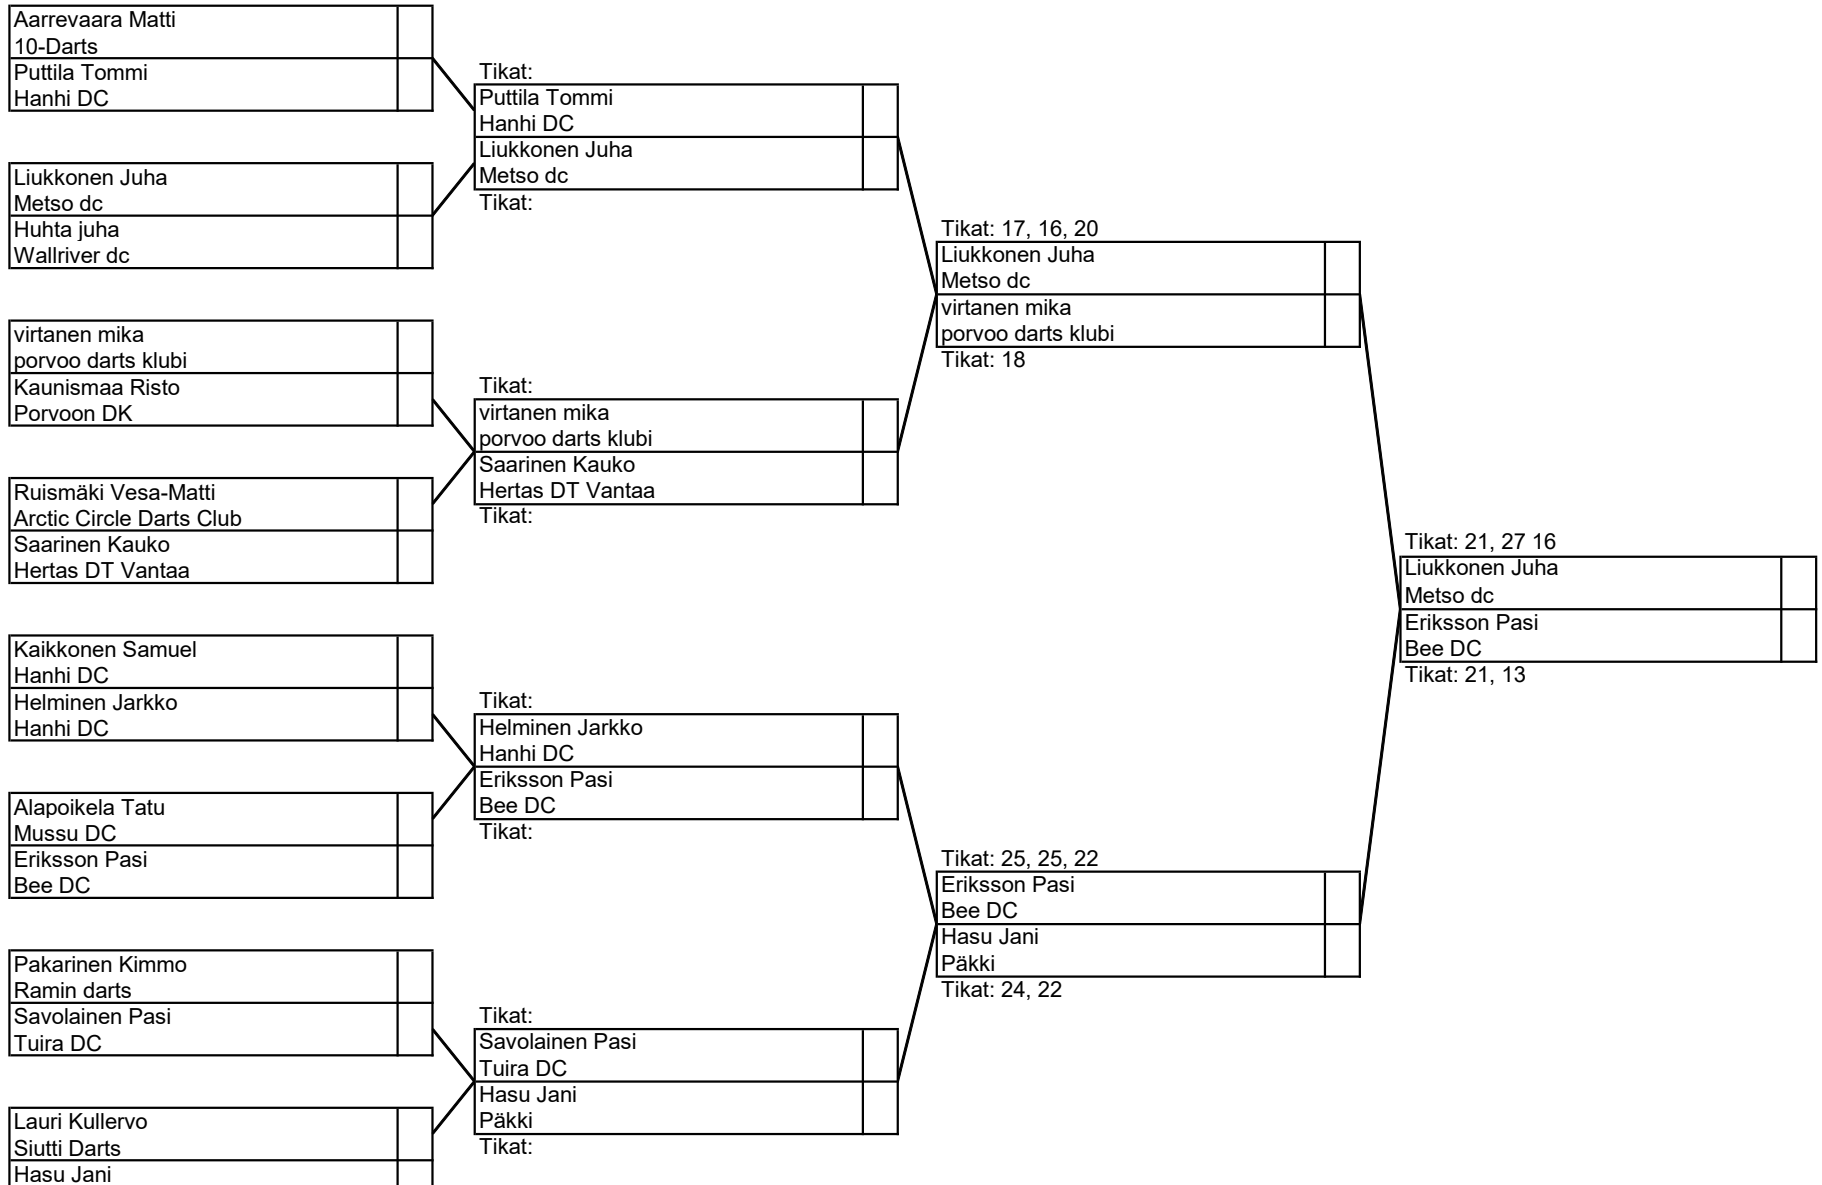 Aarrevaara Matti
10-Darts
Puttila Tommi
Hanhi DC
Liukkonen Juha
Metso dc
Huhta juha
Wallriver dc
virtanen mika
porvoo darts klubi
Kaunismaa Risto
Porvoon DK
Ruismäki Vesa-Matti
Arctic Circle Darts Club
Saarinen Kauko
Hertas DT Vantaa
Kaikkonen Samuel
Hanhi DC
Helminen Jarkko
Hanhi DC
Alapoikela Tatu
Mussu DC
Eriksson Pasi
Bee DC
Pakarinen Kimmo
Ramin darts
Savolainen Pasi
Tuira DC
Lauri Kullervo
Siutti Darts
Hasu Jani
Tikat:
Puttila Tommi
Hanhi DC
Liukkonen Juha
Metso dc
Tikat:
Tikat:
virtanen mika
porvoo darts klubi
Saarinen Kauko
Hertas DT Vantaa
Tikat:
Tikat:
Helminen Jarkko
Hanhi DC
Eriksson Pasi
Bee DC
Tikat:
Tikat:
Savolainen Pasi
Tuira DC
Hasu Jani
Päkki
Tikat:
Tikat: 17, 16, 20
Liukkonen Juha
Metso dc
virtanen mika
porvoo darts klubi
Tikat: 18
Tikat: 25, 25, 22
Eriksson Pasi
Bee DC
Hasu Jani
Päkki
Tikat: 24, 22
Tikat: 21, 27 16
Liukkonen Juha
Metso dc
Eriksson Pasi
Bee DC
Tikat: 21, 13